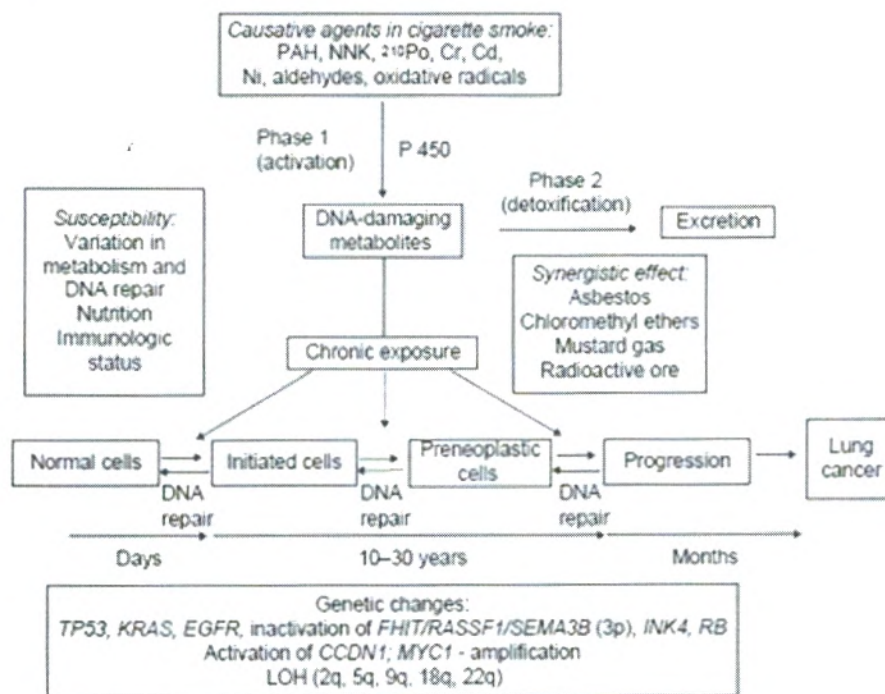 Causative agents in cigarette smoke:
PAH, NNK, ²¹⁰Po, Cr, Cd,
Ni, aldehydes, oxidative radicals
Phase 1
(activation)
P 450
Phase 2
(detoxification)
Susceptibility:
Variation in
metabolism and
DNA repair
Nutrition
Immunologic
status
DNA-damaging
metabolites
Excretion
Synergistic effect:
Asbestos
Chloromethyl ethers
Mustard gas
Radioactive ore
Chronic exposure
Normal cells
Initiated cells
Preneoplastic
cells
Progression
Lung
cancer
DNA
repair
DNA
repair
DNA
repair
Days
10–30 years
Months
Genetic changes:
TP53, KRAS, EGFR, inactivation of FHIT/RASSF1/SEMA3B (3p), INK4, RB
Activation of CCDN1; MYC1 - amplification
LOH (2q, 5q, 9q, 18q, 22q)